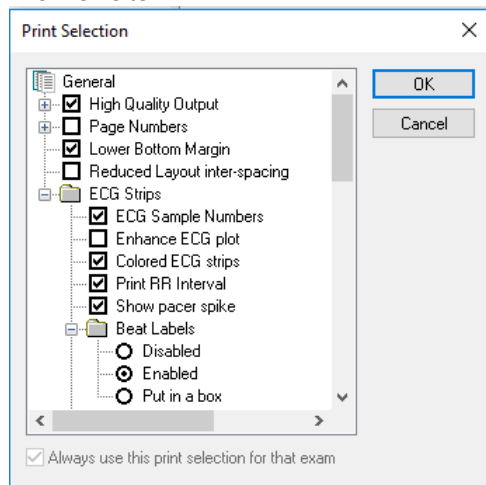 Print Selection
General
OK
High Quality Output
Page Numbers
Cancel
Lower Bottom Margin
Reduced Layout inter-spacing
ECG Strips
ECG Sample Numbers
Enhance ECG plot
Colored ECG strips
Print RR Interval
Show pacer spike
Beat Labels
Disabled
Enabled
Put in a box
Always use this print selection for that exam